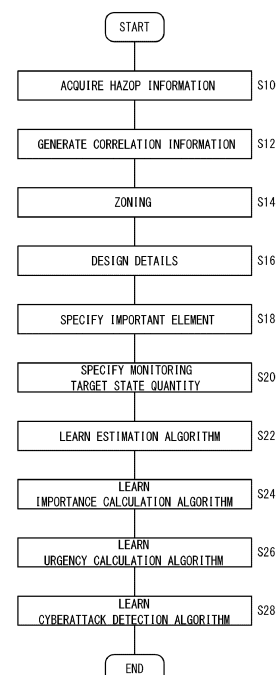 START
ACQUIRE HAZOP INFORMATION
S10
GENERATE CORRELATION INFORMATION
S12
ZONING
S14
DESIGN DETAILS
S16
SPECIFY IMPORTANT ELEMENT
S18
SPECIFY MONITORING
TARGET STATE QUANTITY
S20
LEARN ESTIMATION ALGORITHM
S22
LEARN
IMPORTANCE CALCULATION ALGORITHM
S24
LEARN
URGENCY CALCULATION ALGORITHM
S26
LEARN
CYBERATTACK DETECTION ALGORITHM
S28
END